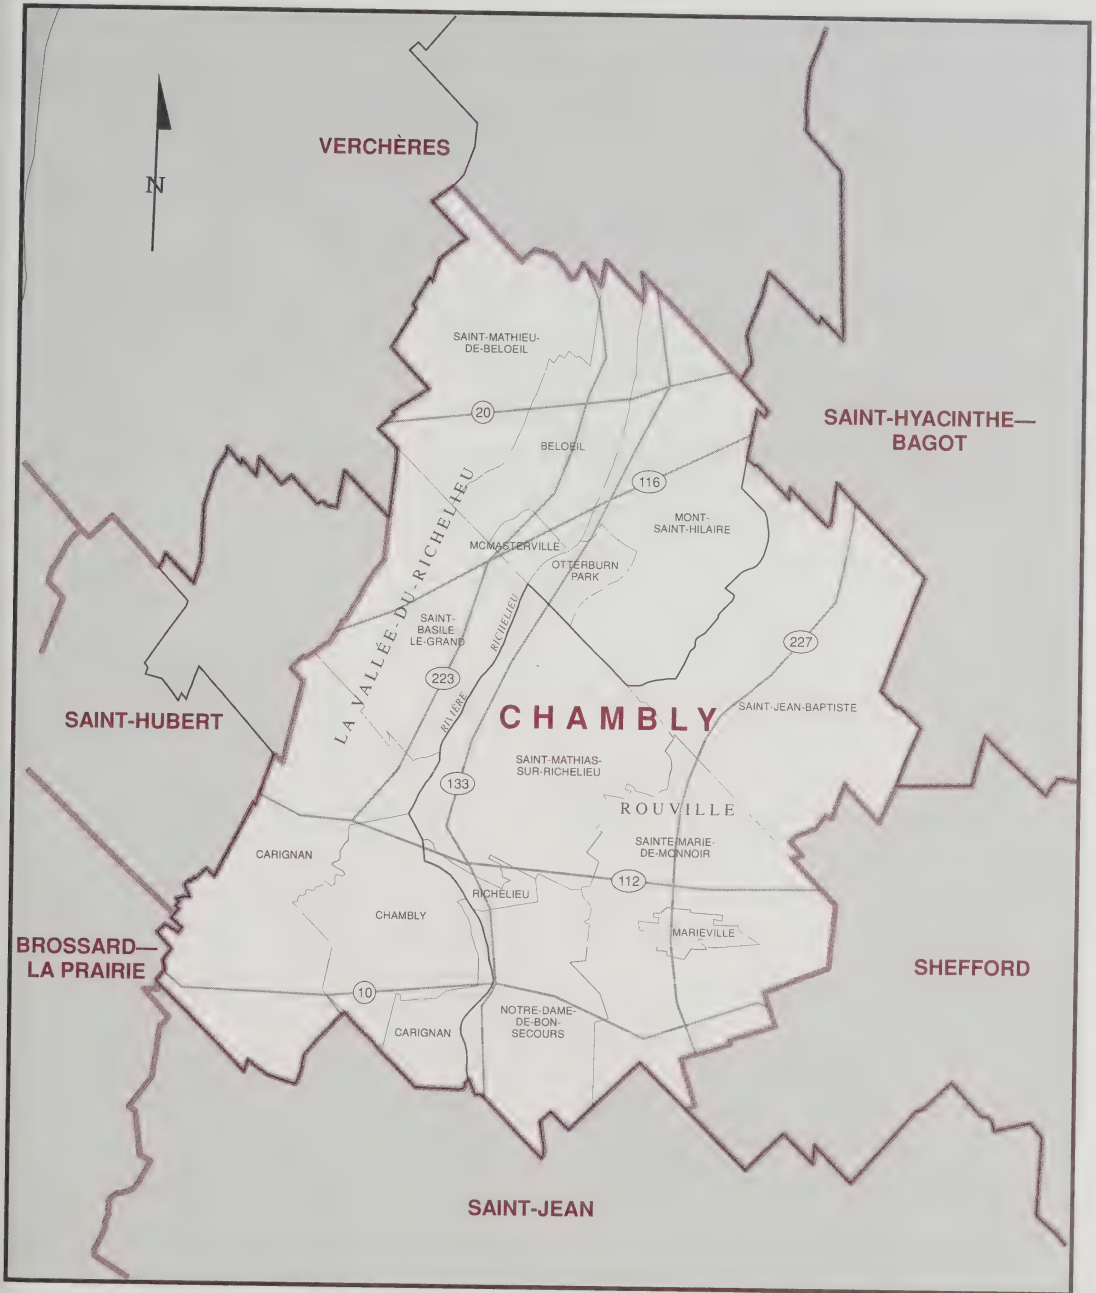 VERCHÈRES
N
SAINT-MATHIEU-
DE-BELOEIL
20
SAINT-HYACINTHE—
BAGOT
BELOEIL
116
MONT-
SAINT-HILAIRE
LA VALLÉE-DU-RICHELIEU
MCMASTERVILLE
OTTERBURN
PARK
SAINT-
BASILE
LE-GRAND
RIVIÈRE RICHELIEU
227
223
SAINT-HUBERT
CHAMBLY
SAINT-JEAN-BAPTISTE
SAINT-MATHIAS-
SUR-RICHELIEU
133
ROUVILLE
SAINTE-MARIE-
DE-MONNOIR
CARIGNAN
112
RICHELIEU
CHAMBLY
MARIEVILLE
BROSSARD—
LA PRAIRIE
SHEFFORD
10
NOTRE-DAME-
DE-BON-
SECOURS
CARIGNAN
SAINT-JEAN